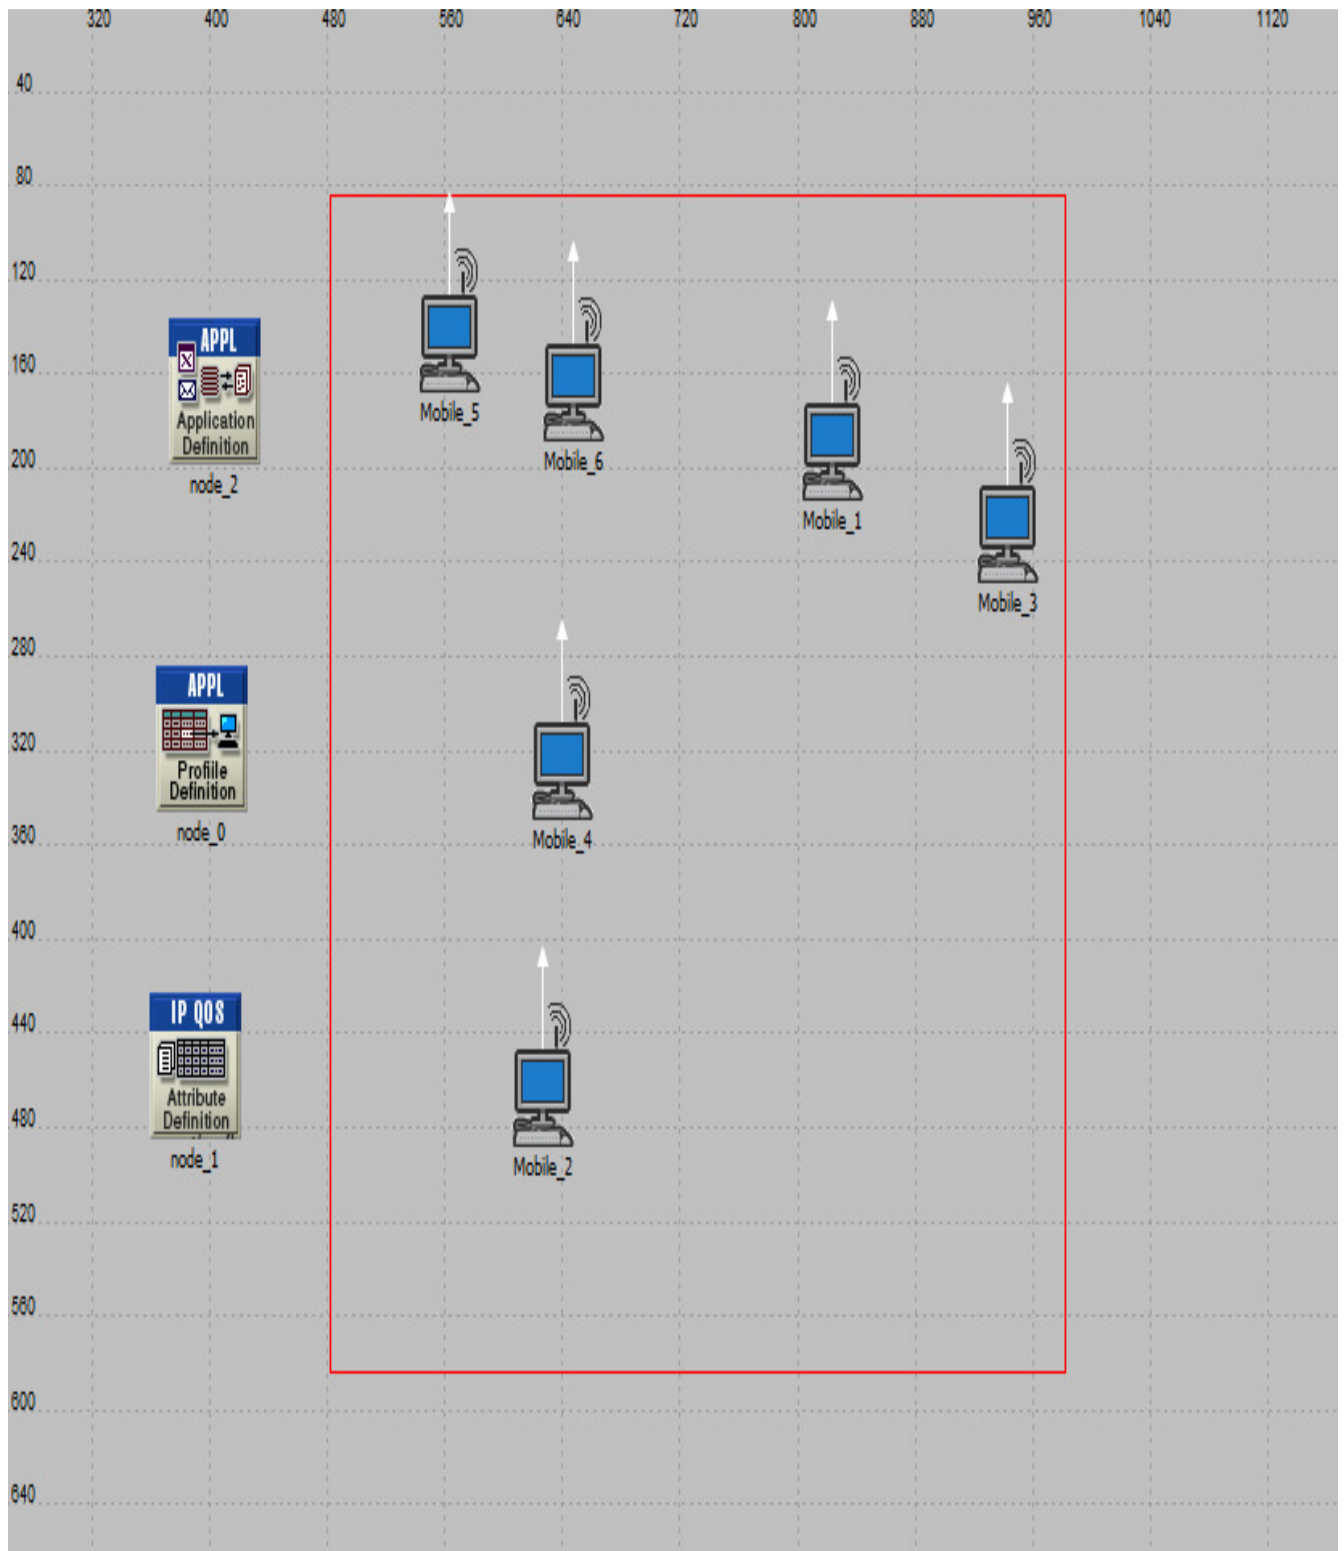 320 400 480 560 640 720 800 880 960 1040 1120
40
80
120
160
200
240
280
320
360
400
440
480
520
560
600
640
APPL
Application
Definition
node_2
APPL
Profiile
Definition
node_0
IP QOS
Attribute
Definition
node_1
Mobile_5
Mobile_6
Mobile_1
Mobile_3
Mobile_4
Mobile_2